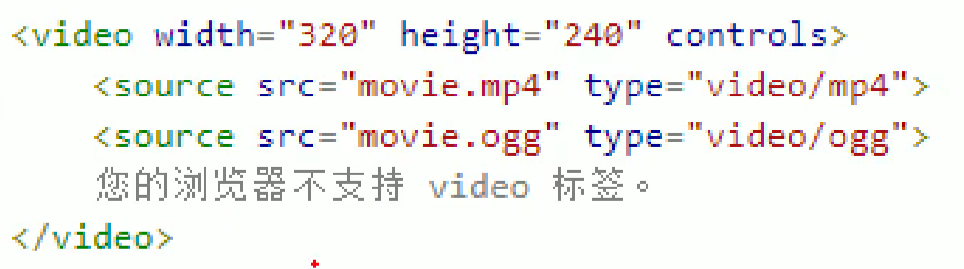 <video width="320" height="240" controls>
<source src="movie.mp4" type="video/mp4">
<source src="movie.ogg" type="video/ogg">
您的浏览器不支持 video 标签。
</video>